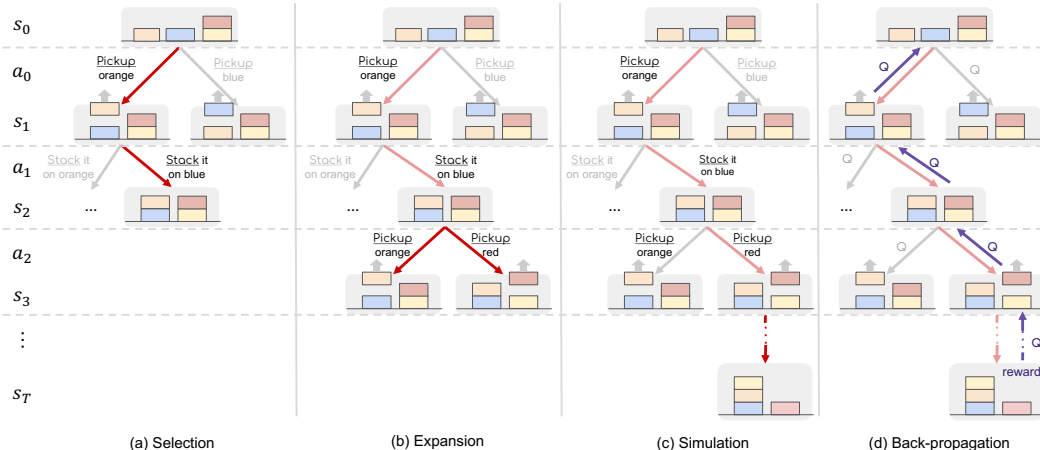 s₀
a₀
s₁
a₁
s₂
a₂
s₃
⋮
s_T
Pickup
orange
Pickup
blue
Stack it
on orange
Stack it
on blue
...
(a) Selection
Pickup
orange
Pickup
blue
Stack it
on orange
Stack it
on blue
...
Pickup
orange
Pickup
red
(b) Expansion
Pickup
orange
Pickup
blue
Stack it
on orange
Stack it
on blue
...
Pickup
orange
Pickup
red
(c) Simulation
Q
Q
Q
Q
...
Q
Q
Q
reward
(d) Back-propagation